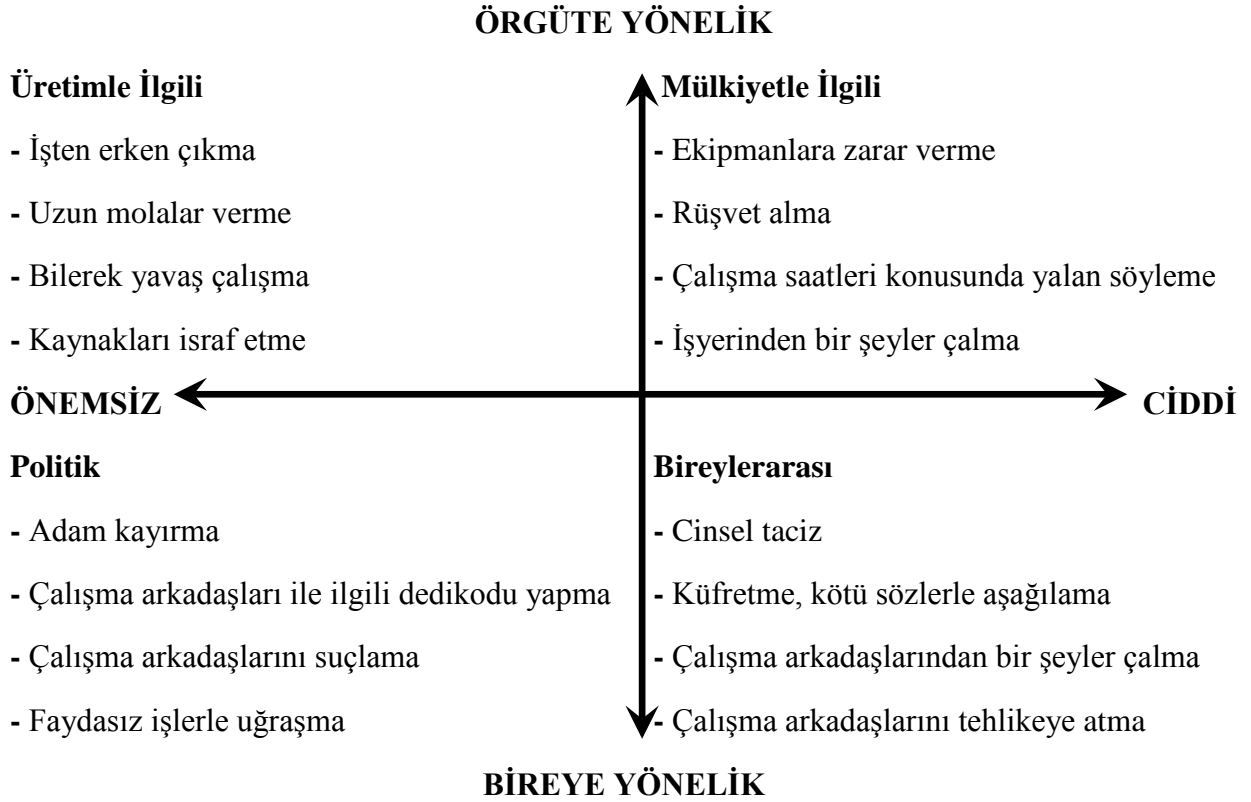 ÖRGÜTE YÖNELİK
Üretimle İlgili
- İşten erken çıkma
- Uzun molalar verme
- Bilerek yavaş çalışma
- Kaynakları israf etme
Mülkiyetle İlgili
- Ekipmanlara zarar verme
- Rüşvet alma
- Çalışma saatleri konusunda yalan söyleme
- İşyerinden bir şeyler çalma
ÖNEMSİZ
CİDDİ
Politik
- Adam kayırma
- Çalışma arkadaşları ile ilgili dedikodu yapma
- Çalışma arkadaşlarını suçlama
- Faydasız işlerle uğraşma
Bireylerarası
- Cinsel taciz
- Küfretme, kötü sözlerle aşağılama
- Çalışma arkadaşlarından bir şeyler çalma
- Çalışma arkadaşlarını tehlikeye atma
BİREYE YÖNELİK